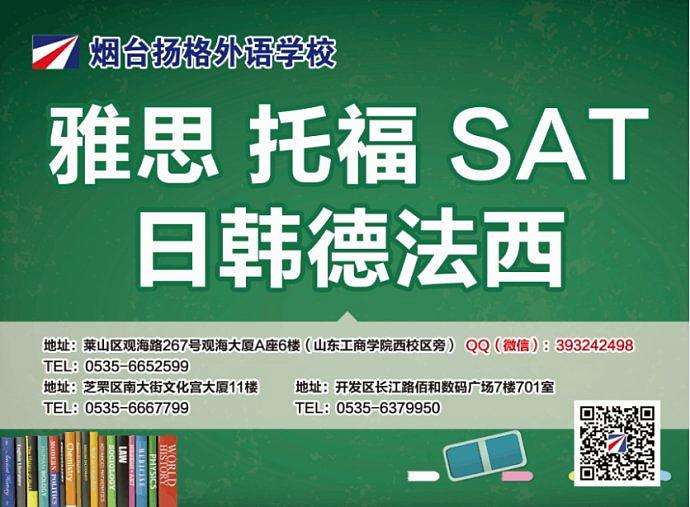 烟台扬格外语学校
雅思 托福 SAT
日韩德法西
地址：莱山区观海路267号观海大厦A座6楼（山东工商学院西校区旁） QQ（微信）：393242498
TEL：0535-6652599
地址：芝罘区南大街文化宫大厦11楼
TEL：0535-6667799
地址：开发区长江路佰和数码广场7楼701室
TEL：0535-6379950
MODERN POLITICS
Chemistry
SOCIOLOGY
LAW
PHYSICS
WORLD HISTORY